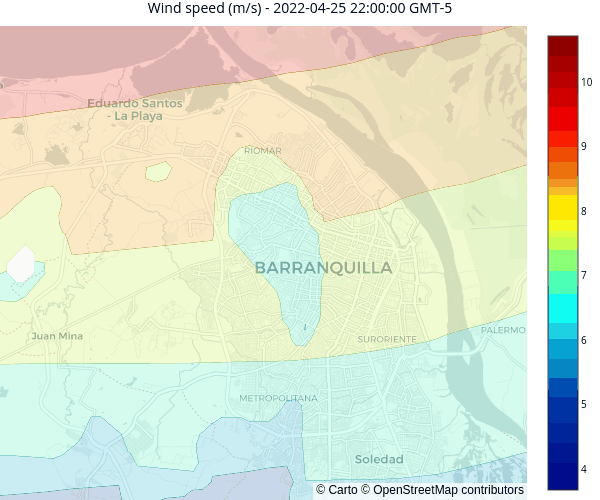 Wind speed (m/s) - 2022-04-25 22:00:00 GMT-5
10
Eduardo Santos
- La Playa
9
RIOMAR
8
BARRANQUILLA
7
PALERMO
Juan Mina
SURORIENTE
6
METROPOLITANA
5
Soledad
4
© Carto © OpenStreetMap contributors